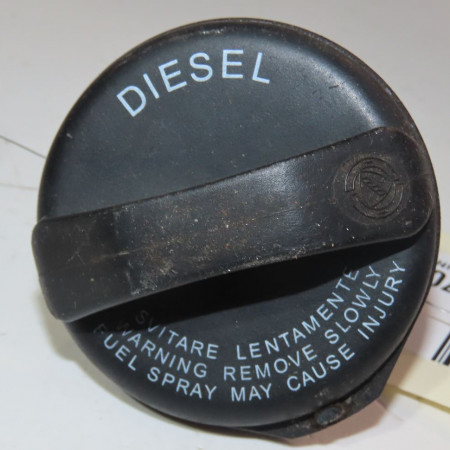 DIESEL
SVITARE LENTAMENTE
WARNING REMOVE SLOWLY
FUEL SPRAY MAY CAUSE INJURY